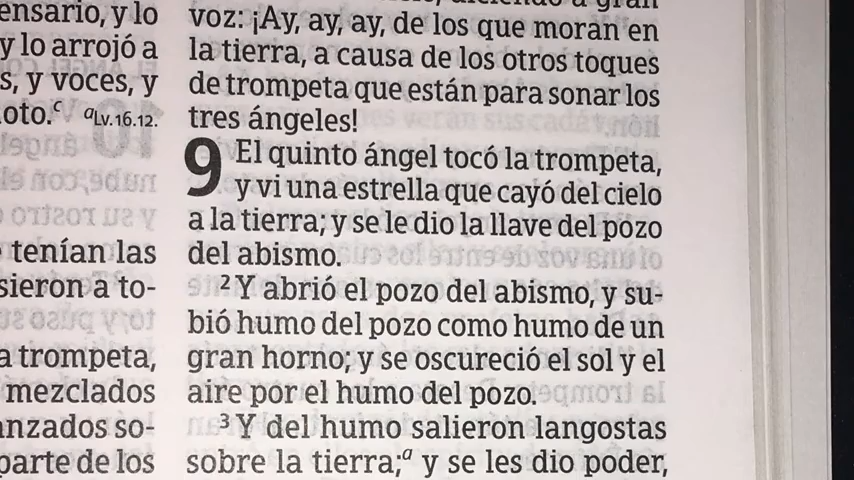 ensario, y lo
y lo arrojó a
s, y voces, y
oto.ᶜ ᵃLv.16.12.
tenían las
sieron a to-
a trompeta,
mezclados
anzados so-
parte de los
voz: ¡Ay, ay, ay, de los que moran en
la tierra, a causa de los otros toques
de trompeta que están para sonar los
tres ángeles!
9 El quinto ángel tocó la trompeta,
y vi una estrella que cayó del cielo
a la tierra; y se le dio la llave del pozo
del abismo.
² Y abrió el pozo del abismo, y su-
bió humo del pozo como humo de un
gran horno; y se oscureció el sol y el
aire por el humo del pozo.
³ Y del humo salieron langostas
sobre la tierra;ᵃ y se les dio poder,